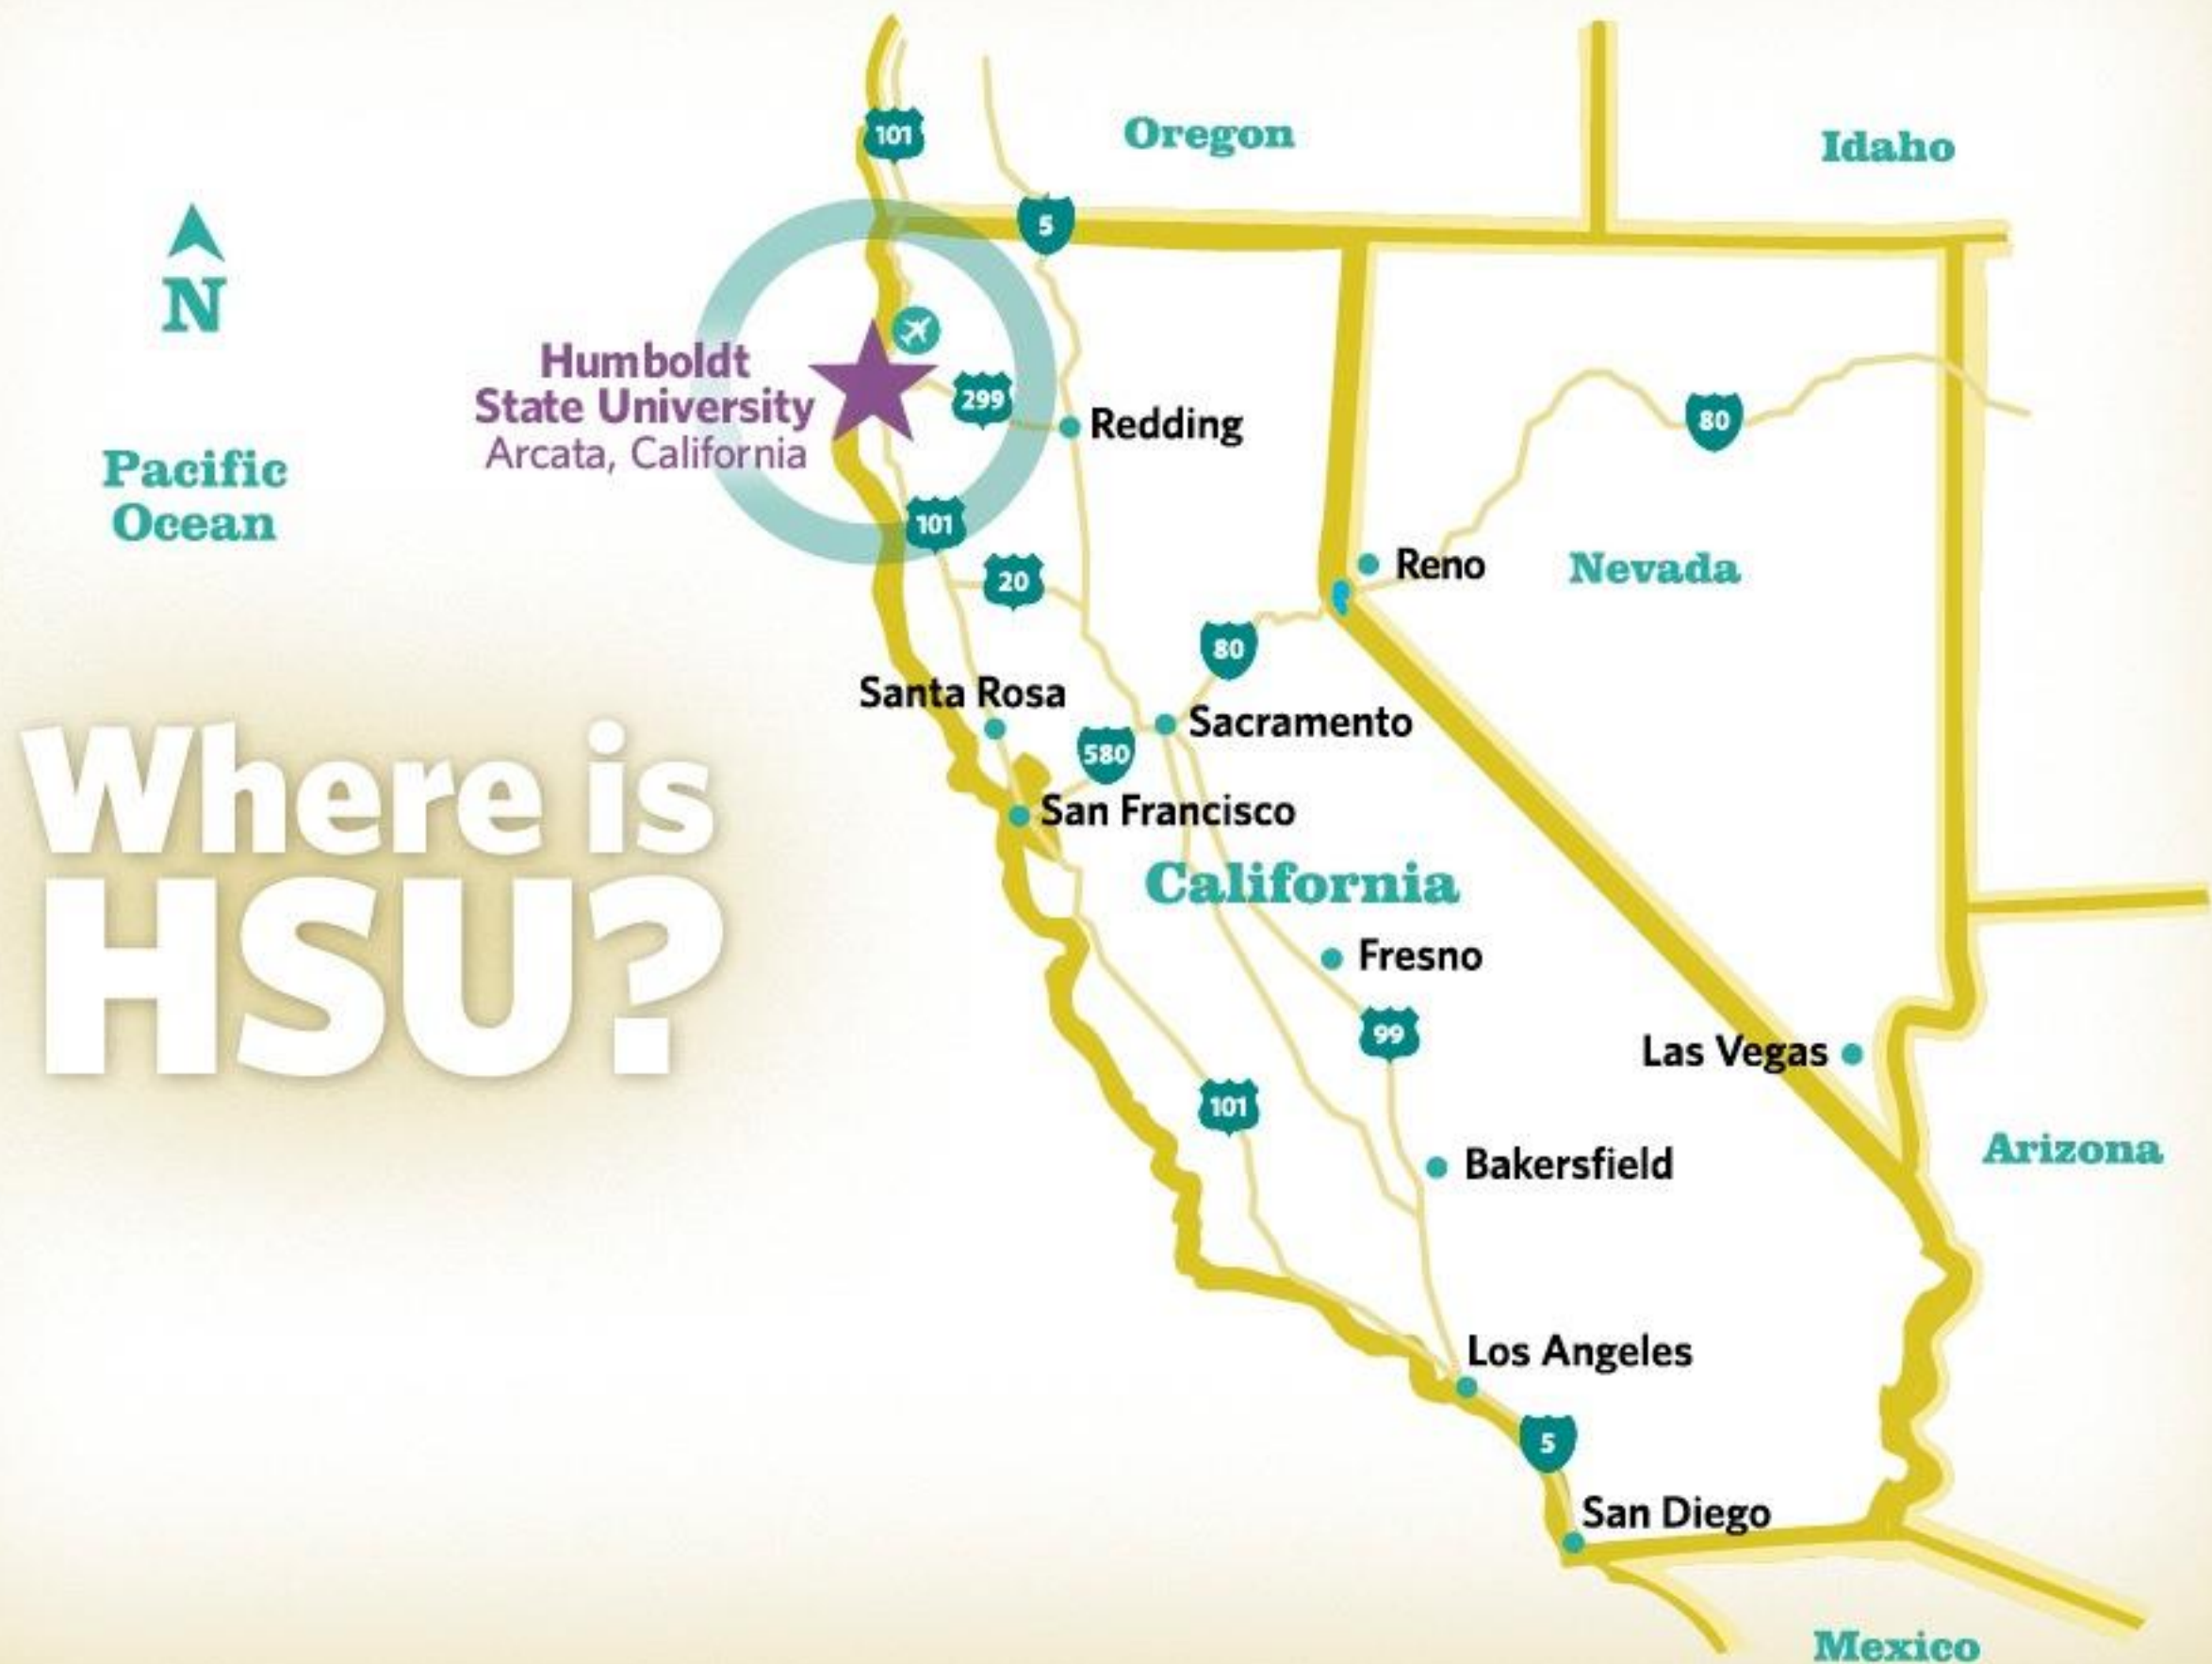 101
Oregon
Idaho
5
N
Humboldt
State University
Arcata, California
299
Redding
80
Pacific
Ocean
101
20
Reno
Nevada
80
Santa Rosa
Sacramento
580
San Francisco
Where is
HSU?
California
Fresno
99
Las Vegas
101
Arizona
Bakersfield
Los Angeles
5
San Diego
Mexico